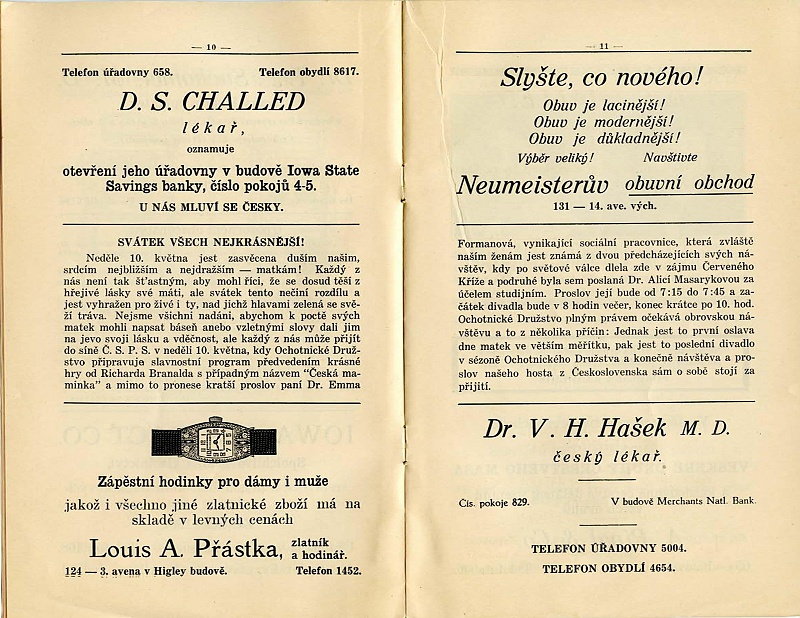 — 10 —
Telefon úřadovny 658. Telefon obydlí 8617.
D. S. CHALLED
lékař,
oznamuje
otevření jeho úřadovny v budově Iowa State
Savings banky, číslo pokojů 4-5.
U NÁS MLUVÍ SE ČESKY.
SVÁTEK VŠECH NEJKRÁSNĚJŠÍ!
Neděle 10. května jest zasvěcena duším našim,
srdcím nejbližším a nejdražším — matkám! Každý z
nás není tak šťastným, aby mohl říc, že se dosud těší z
hřejivé lásky své máti, ale svátek tento nečiní rozdílu a
jest vyhražen pro živé i ty, nad jichž hlavami zelená se své-
ží tráva. Nejsme všichni nadáni, abychom k poctě svých
matek mohli napsat báseň anebo vzletnými slovy dali jim
na jevo svoji lásku a vděčnost, ale každý z nás může přijít
do síně Č. S. P. S. v neděli 10. května, kdy Ochotnické Druž-
stvo připravuje slavnostní program předvedením krásné
hry od Richarda Branalda s případným názvem "Česká ma-
minka" a mimo to pronese kratší proslov paní Dr. Emma
Zápěstní hodinky pro dámy i muže
jakož i všechno jiné zlatnické zboží má na
skladě v levných cenách
Louis A. Přástka, zlatník
a hodinář.
124 — 3. avena v Higley budově. Telefon 1452.
— 11 —
Slyšte, co nového!
Obuv je lacinější!
Obuv je modernější!
Obuv je důkladnější!
Výběr veliký! Navštivte
Neumeisterův obuvní obchod
131 — 14. ave. vých.
Formanová, vynikající sociální pracovnice, která zvláště
našim ženám jest známá z dvou předcházejících svých ná-
vštěv, kdy po světové válce dlela zde v zájmu Červeného
Kříže a podruhé byla sem poslaná Dr. Alicí Masarykovou za
účelem studijním. Proslov její bude od 7:15 do 7:45 a za-
čátek divadla bude v 8 hodin večer, konec krátce po 10. hod.
Ochotnické Družstvo plným právem očekává obrovskou ná-
vštěvu a to z několika příčin: Jednak jest to první oslava
dne matek ve větším měřítku, pak jest to poslední divadlo
v sézoně Ochotnického Družstva a konečně návštěva a pro-
slov našeho hosta z Československa sám o sobě stojí za
přijití.
Dr. V. H. Hašek M. D.
český lékař.
Čís. pokoje 829. V budově Merchants Natl. Bank.
TELEFON ÚŘADOVNY 5004.
TELEFON OBYDLÍ 4654.